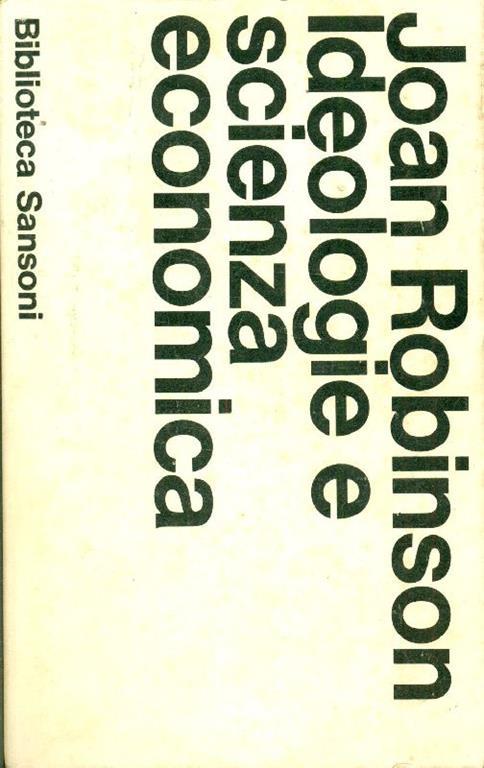 Joan Robinson
Ideologie e
scienza
economica
Biblioteca Sansoni